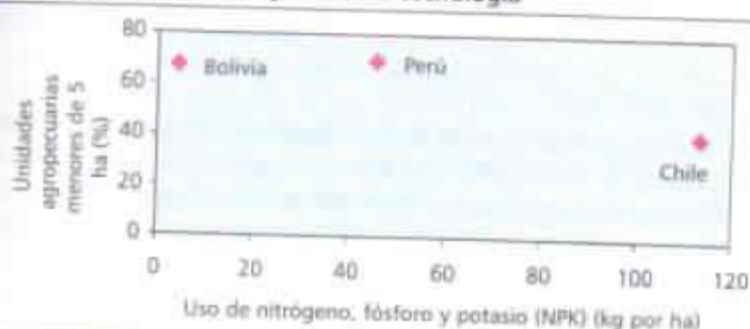 tecnología
80
60
40
20
0
Unidades
agropecuarias
menores de 5
ha (%)
Bolivia
Perú
Chile
0 20 40 60 80 100 120
Uso de nitrógeno, fósforo y potasio (NPK) (kg por ha)